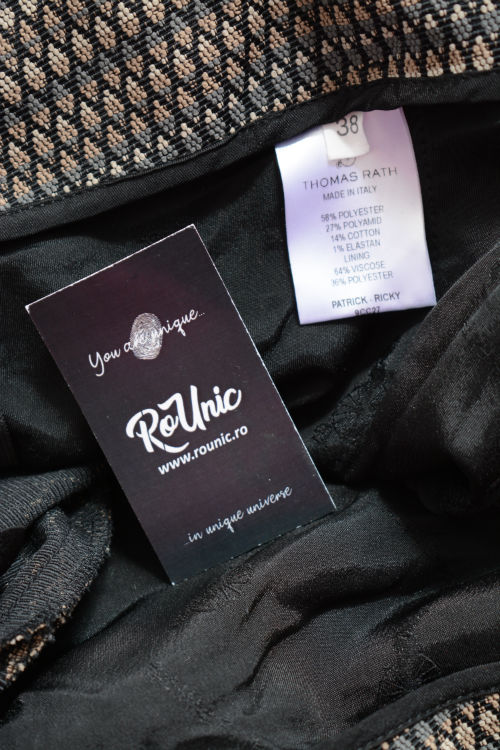 38
THOMAS RATH
MADE IN ITALY
58% POLYESTER
27% POLYAMID
14% COTTON
1% ELASTAN
LINING
64% VISCOSE
36% POLYESTER
PATRICK - RICKY
You are unique...
RoUnic
www.rounic.ro
...in unique universe